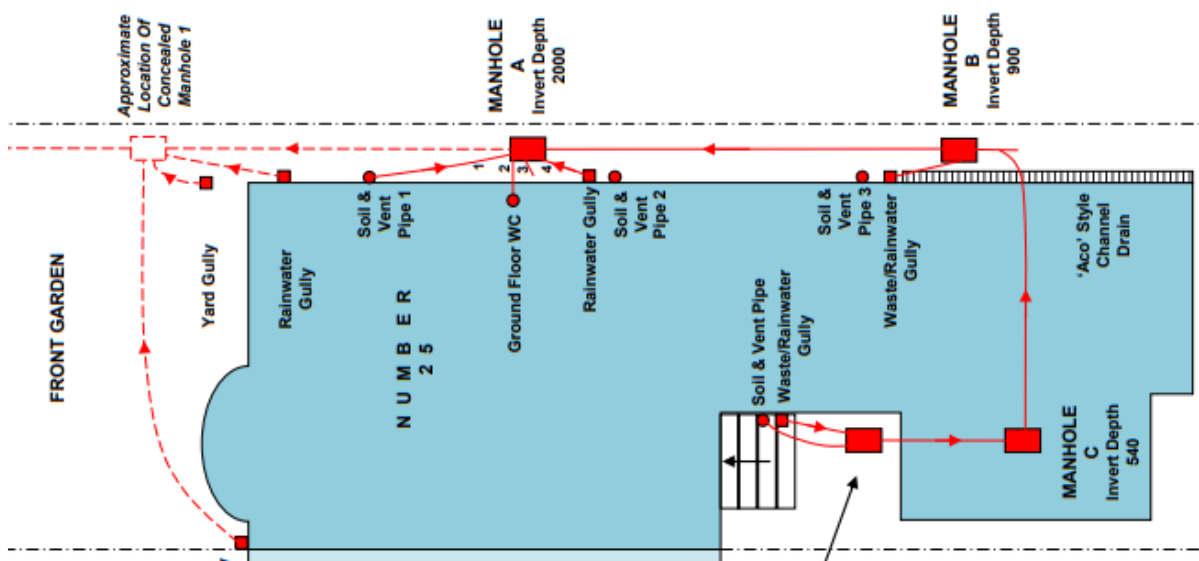 Approximate
Location Of
Concealed
Manhole 1
MANHOLE
A
Invert Depth
2000
MANHOLE
B
Invert Depth
900
FRONT GARDEN
Yard Gully
Rainwater
Gully
Soil &
Vent
Pipe 1
1
2
3
4
Ground Floor WC
Rainwater Gully
Soil &
Vent
Pipe 2
Soil &
Vent
Pipe 3
Waste/Rainwater
Gully
'Aco' Style
Channel
Drain
NUMBER
25
Soil & Vent Pipe
Waste/Rainwater
Gully
MANHOLE
C
Invert Depth
540